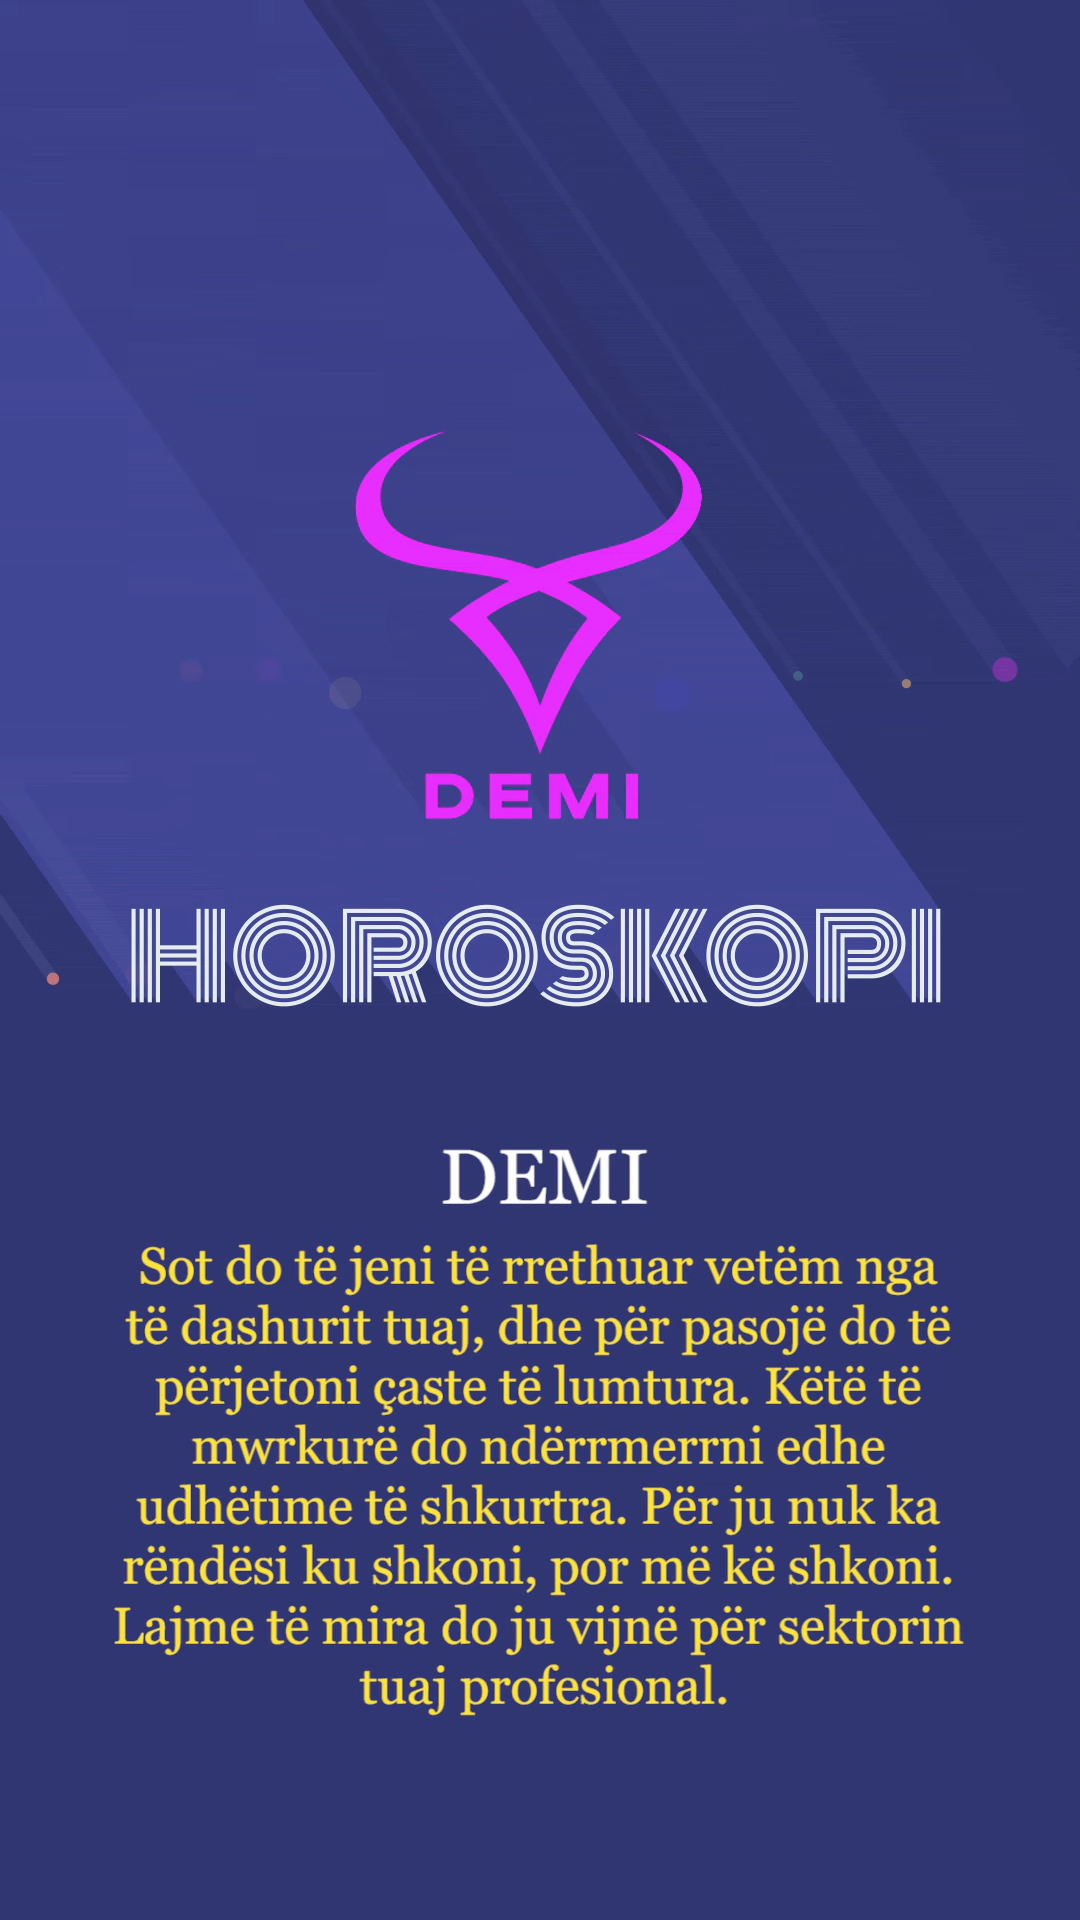 DEMI
HOROSKOPI
DEMI
Sot do të jeni të rrethuar vetëm nga
të dashurit tuaj, dhe për pasojë do të
përjetoni çaste të lumtura. Këtë të
mwrkurë do ndërrmerrni edhe
udhëtime të shkurtra. Për ju nuk ka
rëndësi ku shkoni, por më kë shkoni.
Lajme të mira do ju vijnë për sektorin
tuaj profesional.